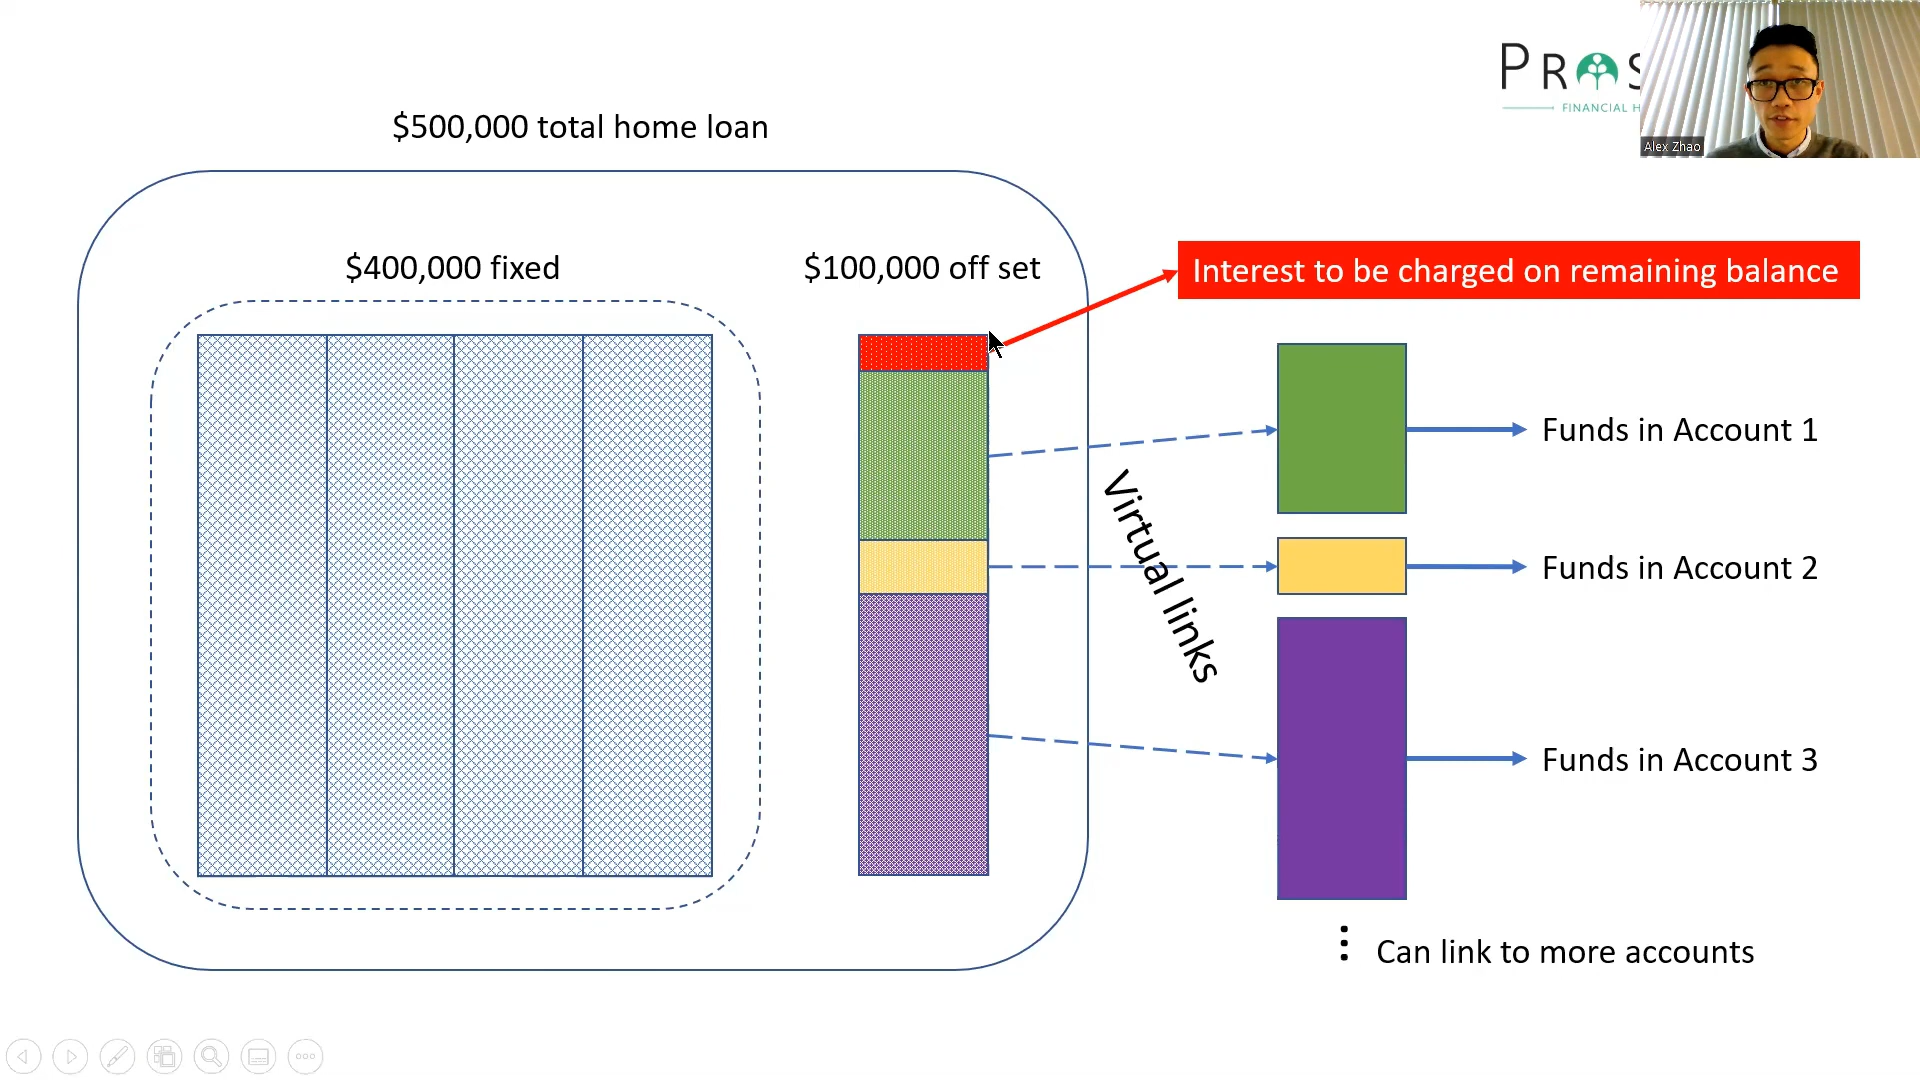 PROS
FINANCIAL H
Alex Zhao
$500,000 total home loan
$400,000 fixed
$100,000 off set
Interest to be charged on remaining balance
Funds in Account 1
Virtual links
Funds in Account 2
Funds in Account 3
Can link to more accounts